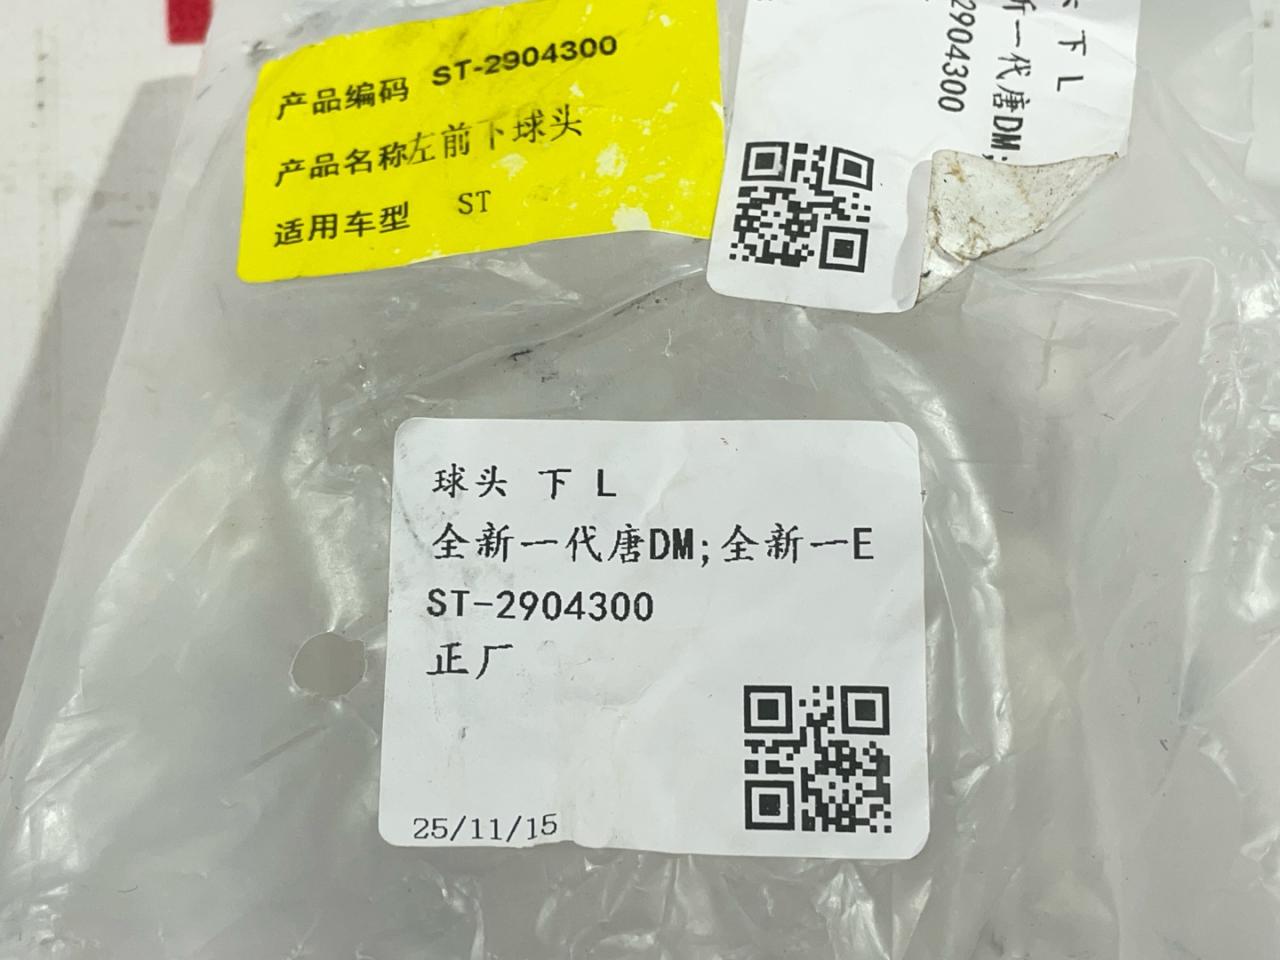 产品编码 ST-2904300
产品名称左前下球头
适用车型 ST
下 L
新一代唐DM;
2904300
球头 下 L
全新一代唐DM;全新一E
ST-2904300
正厂
25/11/15